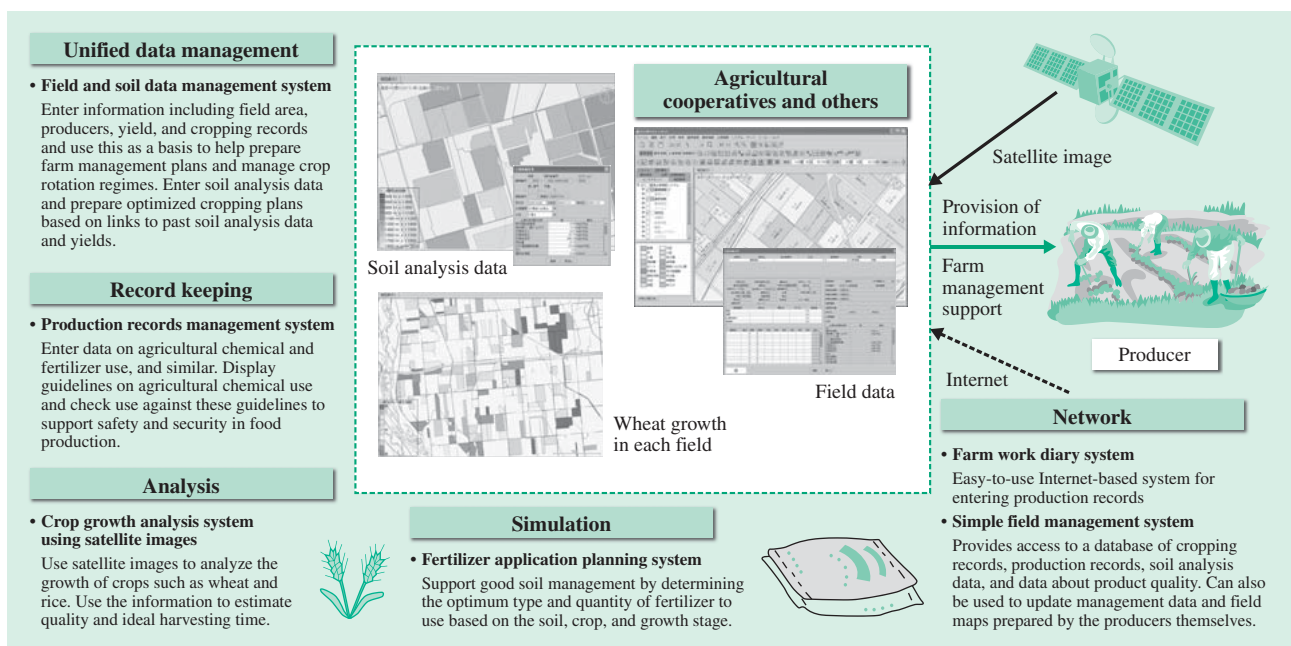 Unified data management
• Field and soil data management system
Enter information including field area,
producers, yield, and cropping records
and use this as a basis to help prepare
farm management plans and manage crop
rotation regimes. Enter soil analysis data
and prepare optimized cropping plans
based on links to past soil analysis data
and yields.
Record keeping
• Production records management system
Enter data on agricultural chemical and
fertilizer use, and similar. Display
guidelines on agricultural chemical use
and check use against these guidelines to
support safety and security in food
production.
Analysis
• Crop growth analysis system
using satellite images
Use satellite images to analyze the
growth of crops such as wheat and
rice. Use the information to estimate
quality and ideal harvesting time.
Agricultural
cooperatives and others
Soil analysis data
Field data
Wheat growth
in each field
Simulation
• Fertilizer application planning system
Support good soil management by determining
the optimum type and quantity of fertilizer to
use based on the soil, crop, and growth stage.
Satellite image
Provision of
information
Farm
management
support
Producer
Internet
Network
• Farm work diary system
Easy-to-use Internet-based system for
entering production records
• Simple field management system
Provides access to a database of cropping
records, production records, soil analysis
data, and data about product quality. Can also
be used to update management data and field
maps prepared by the producers themselves.